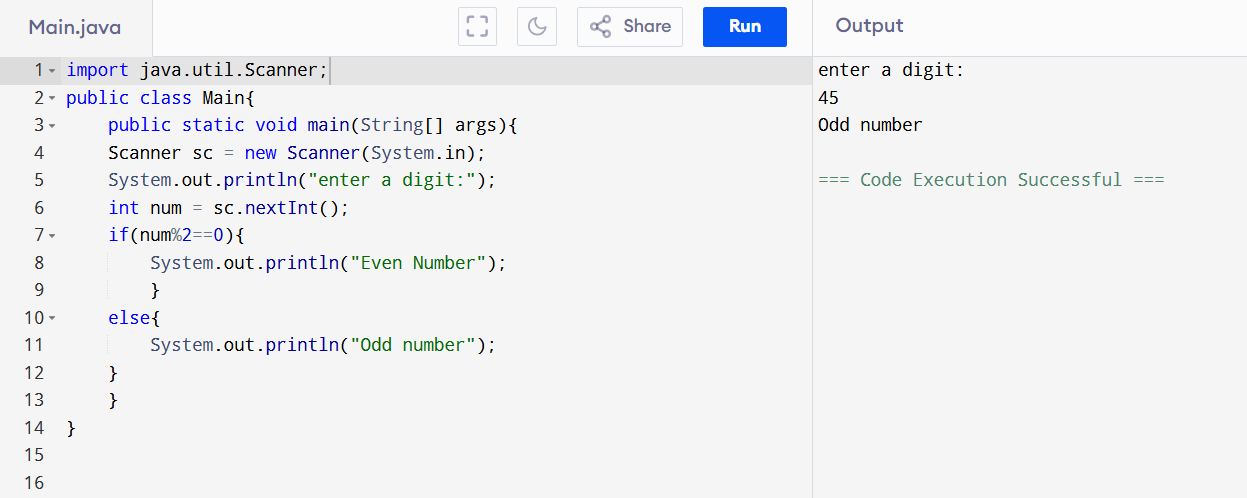 Main.java Share Run Output
1 import java.util.Scanner;
2 public class Main{
3 public static void main(String[] args){
4 Scanner sc = new Scanner(System.in);
5 System.out.println("enter a digit:");
6 int num = sc.nextInt();
7 if(num%2==0){
8 System.out.println("Even Number");
9 }
10 else{
11 System.out.println("Odd number");
12 }
13 }
14 }
15
16
enter a digit:
45
Odd number
=== Code Execution Successful ===